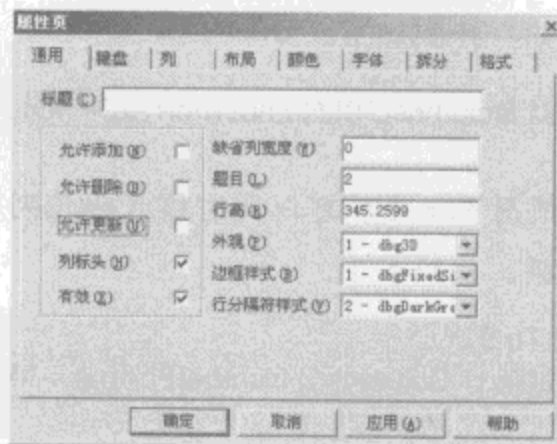 属性页
通用 键盘 列 布局 颜色 字体 拆分 格式
标题(C)
允许添加(N)
允许删除(D)
允许更新(U)
列标头(H)
有效(E)
缺省列宽度(W) 0
题目(L) 2
行高(R) 345.2599
外观(P) 1 - dbg3D
边框样式(B) 1 - dbgFixedSi
行分隔符样式(Y) 2 - dbgDarkGra
确定 取消 应用(A) 帮助